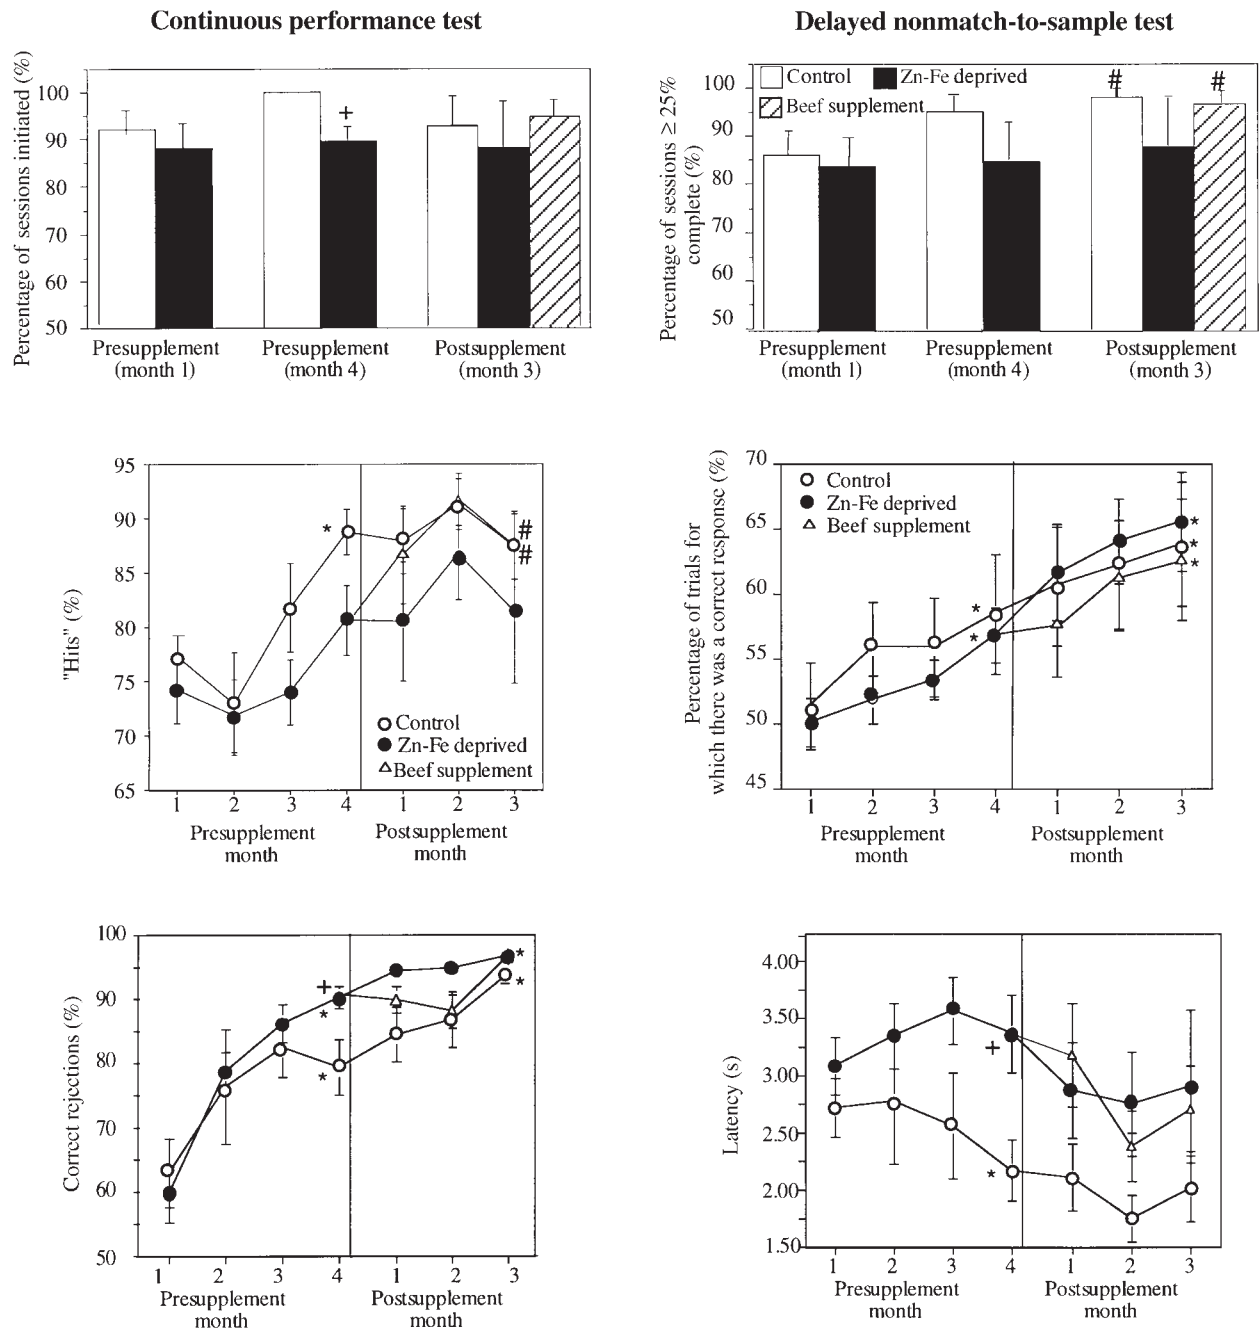 Continuous performance test
Delayed nonmatch-to-sample test
Percentage of sessions initiated (%)
100
90
80
70
60
50
+
Presupplement
(month 1)
Presupplement
(month 4)
Postsupplement
(month 3)
Percentage of sessions ≥ 25%
complete (%)
100
90
80
70
60
50
Control
Zn-Fe deprived
Beef supplement
#
#
Presupplement
(month 1)
Presupplement
(month 4)
Postsupplement
(month 3)
"Hits" (%)
95
90
85
80
75
70
65
*
#
#
Control
Zn-Fe deprived
Beef supplement
1 2 3 4 1 2 3
Presupplement
month
Postsupplement
month
Percentage of trials for
which there was a correct response (%)
70
65
60
55
50
45
Control
Zn-Fe deprived
Beef supplement
*
*
*
*
*
1 2 3 4 1 2 3
Presupplement
month
Postsupplement
month
Correct rejections (%)
100
90
80
70
60
50
+
*
*
*
*
1 2 3 4 1 2 3
Presupplement
month
Postsupplement
month
Latency (s)
4.00
3.50
3.00
2.50
2.00
1.50
+
*
1 2 3 4 1 2 3
Presupplement
month
Postsupplement
month